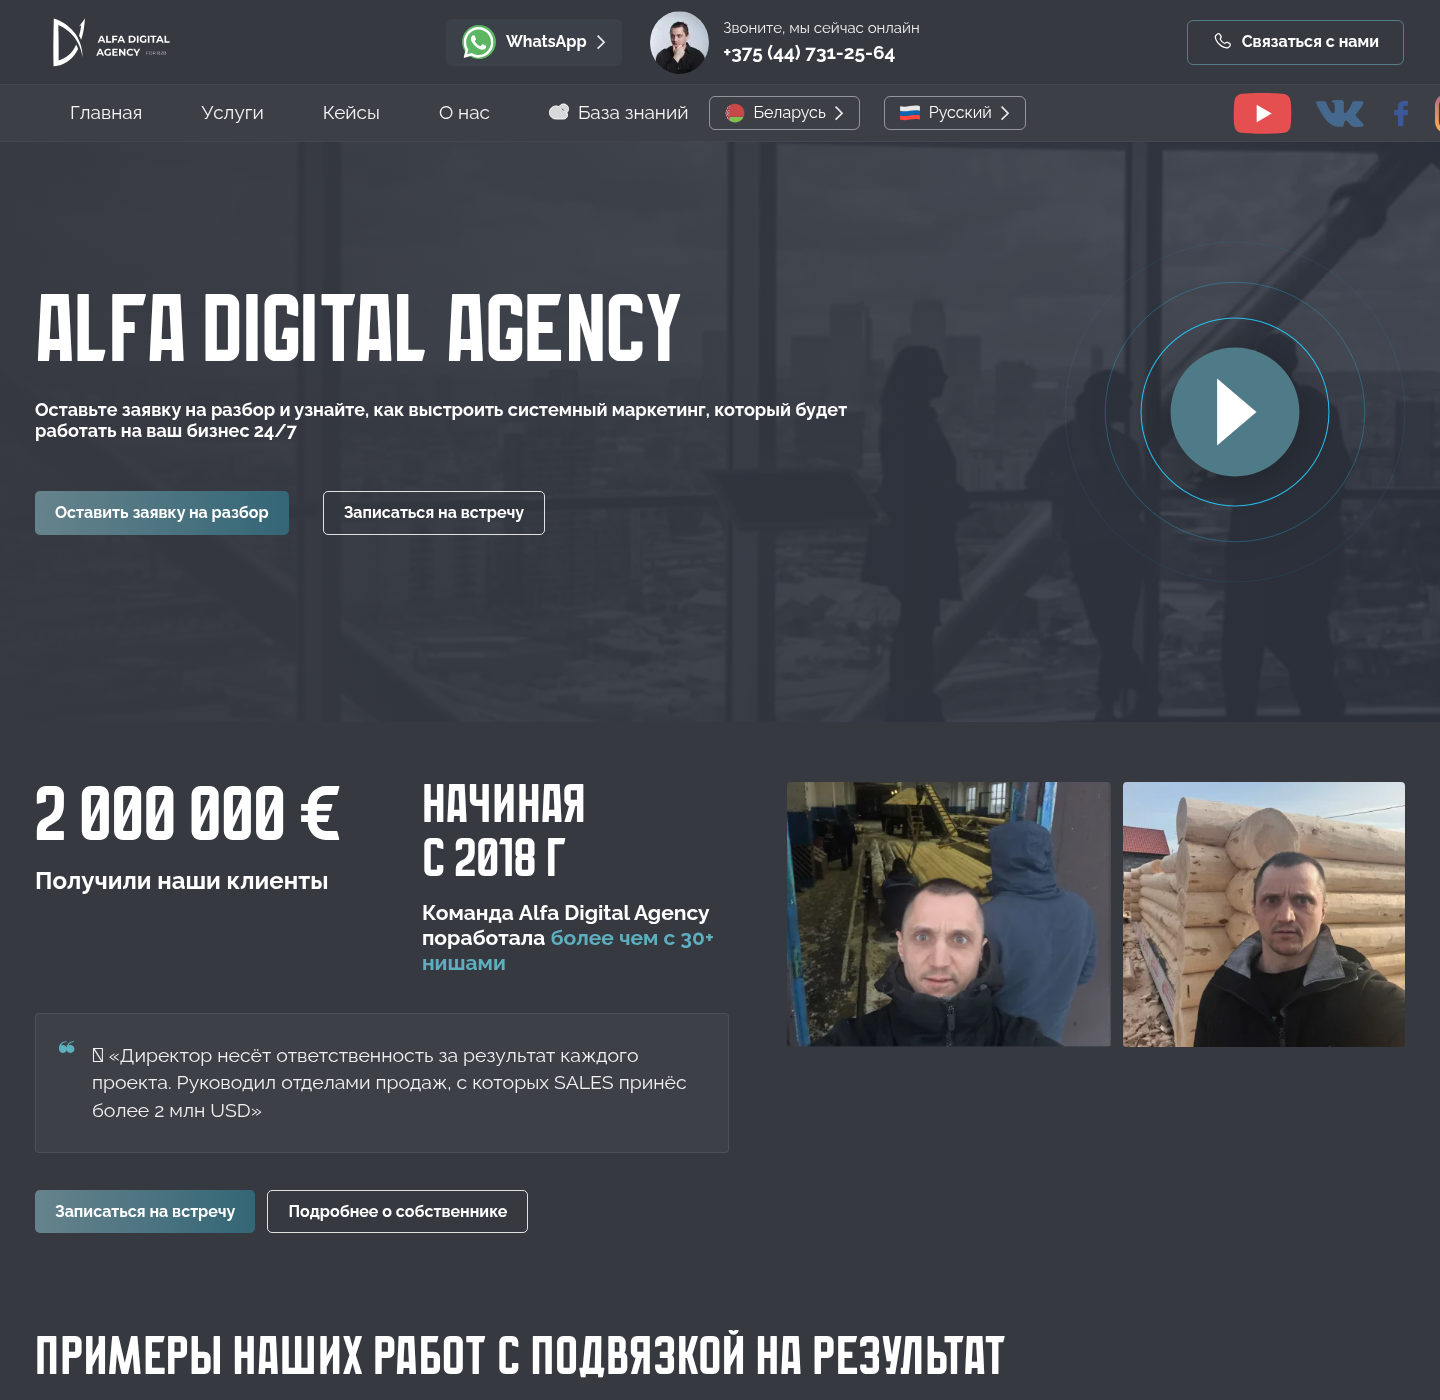 ALFA DIGITAL
AGENCY FOR B2B
WhatsApp
Звоните, мы сейчас онлайн
+375 (44) 731-25-64
Связаться с нами
Главная
Услуги
Кейсы
О нас
База знаний
Беларусь
Русский
ALFA DIGITAL AGENCY
Оставьте заявку на разбор и узнайте, как выстроить системный маркетинг, который будет
работать на ваш бизнес 24/7
Оставить заявку на разбор
Записаться на встречу
2 000 000 €
Получили наши клиенты
НАЧИНАЯ
С 2018 Г
Команда Alfa Digital Agency
поработала более чем с 30+
нишами
«Директор несёт ответственность за результат каждого
проекта. Руководил отделами продаж, с которых SALES принёс
более 2 млн USD»
Записаться на встречу
Подробнее о собственнике
ПРИМЕРЫ НАШИХ РАБОТ С ПОДВЯЗКОЙ НА РЕЗУЛЬТАТ